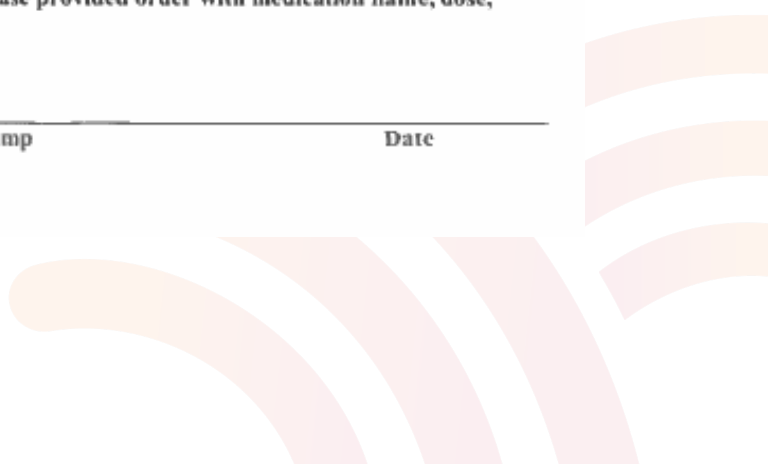 ase provided order with medication name, dose,
mp Date